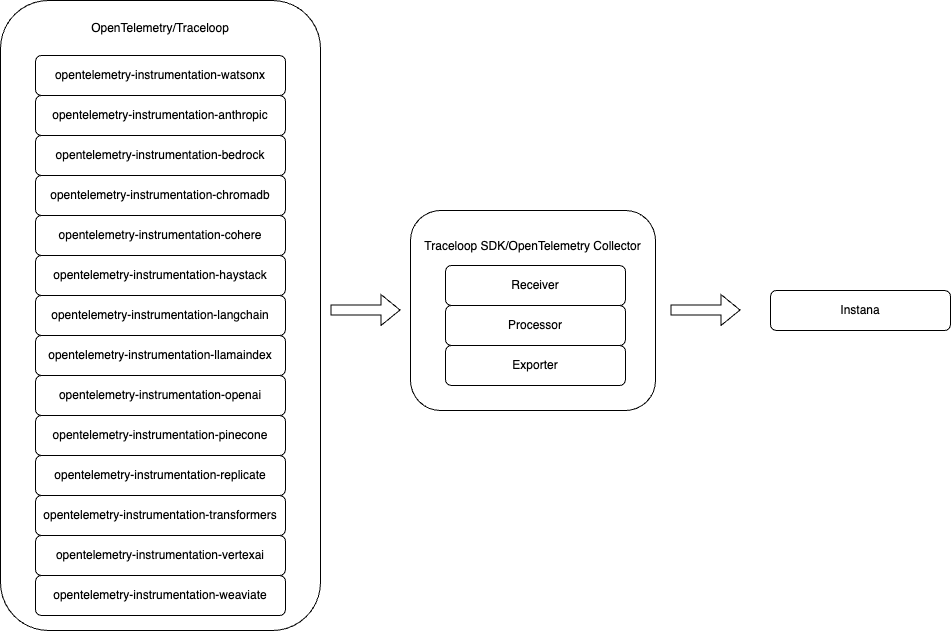 OpenTelemetry/Traceloop
opentelemetry-instrumentation-watsonx
opentelemetry-instrumentation-anthropic
opentelemetry-instrumentation-bedrock
opentelemetry-instrumentation-chromadb
opentelemetry-instrumentation-cohere
opentelemetry-instrumentation-haystack
opentelemetry-instrumentation-langchain
opentelemetry-instrumentation-llamaindex
opentelemetry-instrumentation-openai
opentelemetry-instrumentation-pinecone
opentelemetry-instrumentation-replicate
opentelemetry-instrumentation-transformers
opentelemetry-instrumentation-vertexai
opentelemetry-instrumentation-weaviate
Traceloop SDK/OpenTelemetry Collector
Receiver
Processor
Exporter
Instana